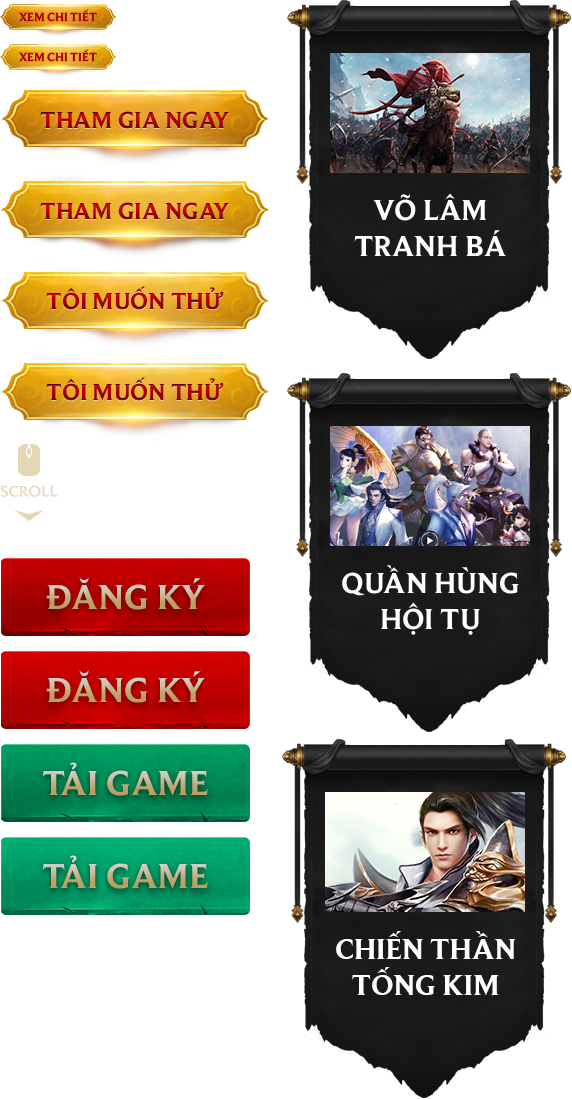 XEM CHI TIẾT
XEM CHI TIẾT
THAM GIA NGAY
THAM GIA NGAY
TÔI MUỐN THỬ
TÔI MUỐN THỬ
SCROLL
ĐĂNG KÝ
ĐĂNG KÝ
TẢI GAME
TẢI GAME
VÕ LÂM
TRANH BÁ
QUẦN HÙNG
HỘI TỤ
CHIẾN THẦN
TỐNG KIM